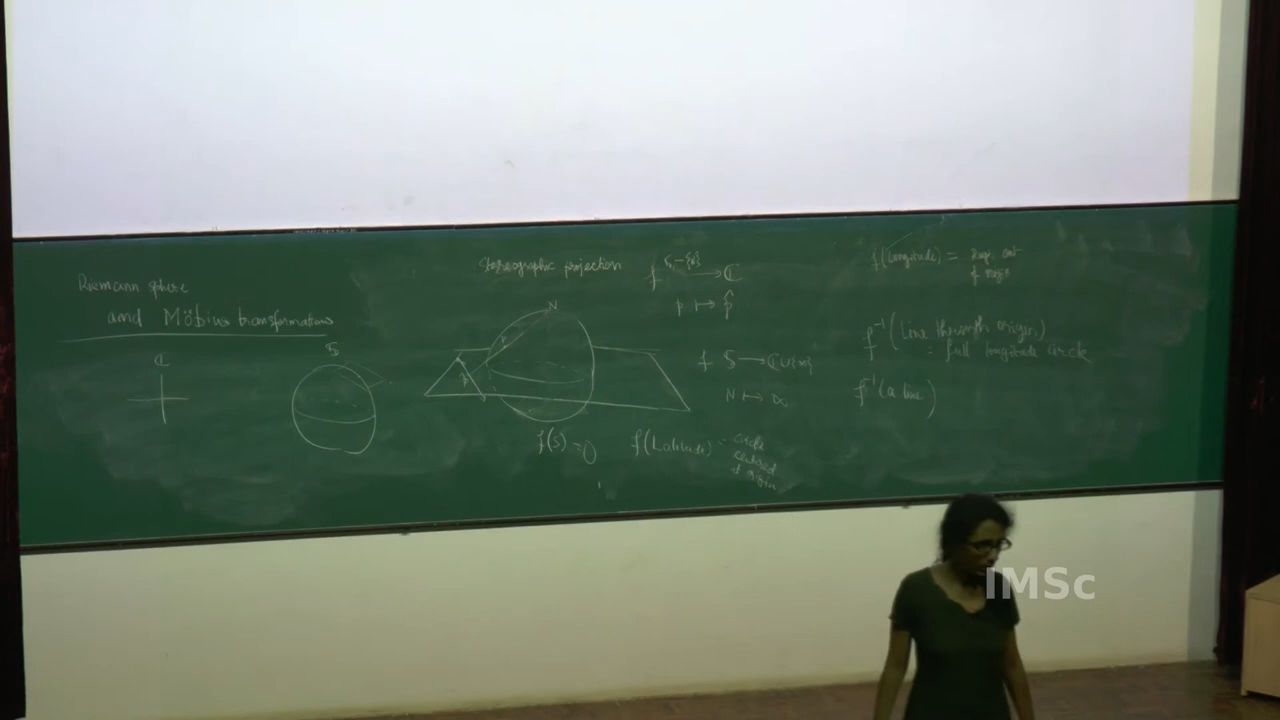 Riemann sphere
and Möbius transformations
ℂ
S
Stereographic projection
N
p
p̂
f(S) = 0
f(Latitude) = circle
centred
at origin
f S - {N} ⟶ ℂ
p ⟼ p̂
f S ⟶ ℂ∪{∞}
N ⟼ ∞
f(Longitude) = Rays out
of origin
f⁻¹(Line through origin)
= full longitude circle
f⁻¹(a line)
IMSc